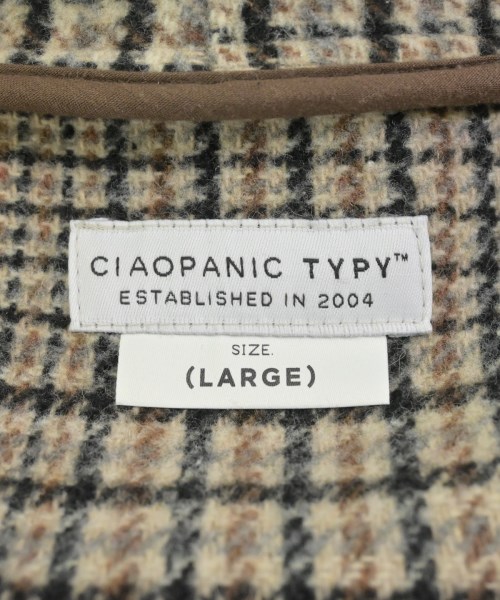 CIAOPANIC TYPY™
ESTABLISHED IN 2004
SIZE.
(LARGE)